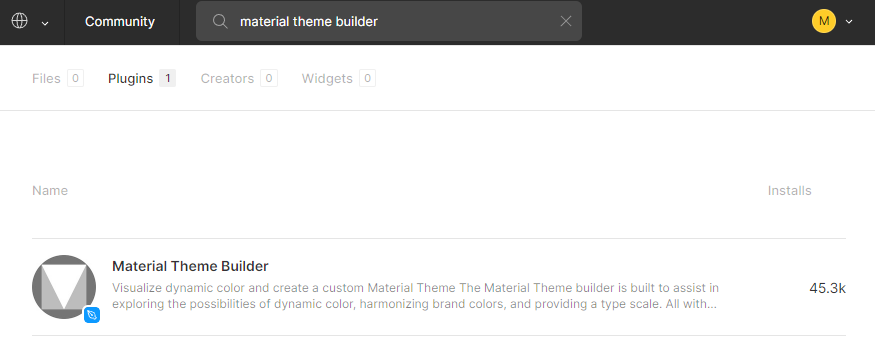 Community
material theme builder
M
Files 0 Plugins 1 Creators 0 Widgets 0
Name Installs
Material Theme Builder
Visualize dynamic color and create a custom Material Theme The Material Theme builder is built to assist in
exploring the possibilities of dynamic color, harmonizing brand colors, and providing a type scale. All with...
45.3k